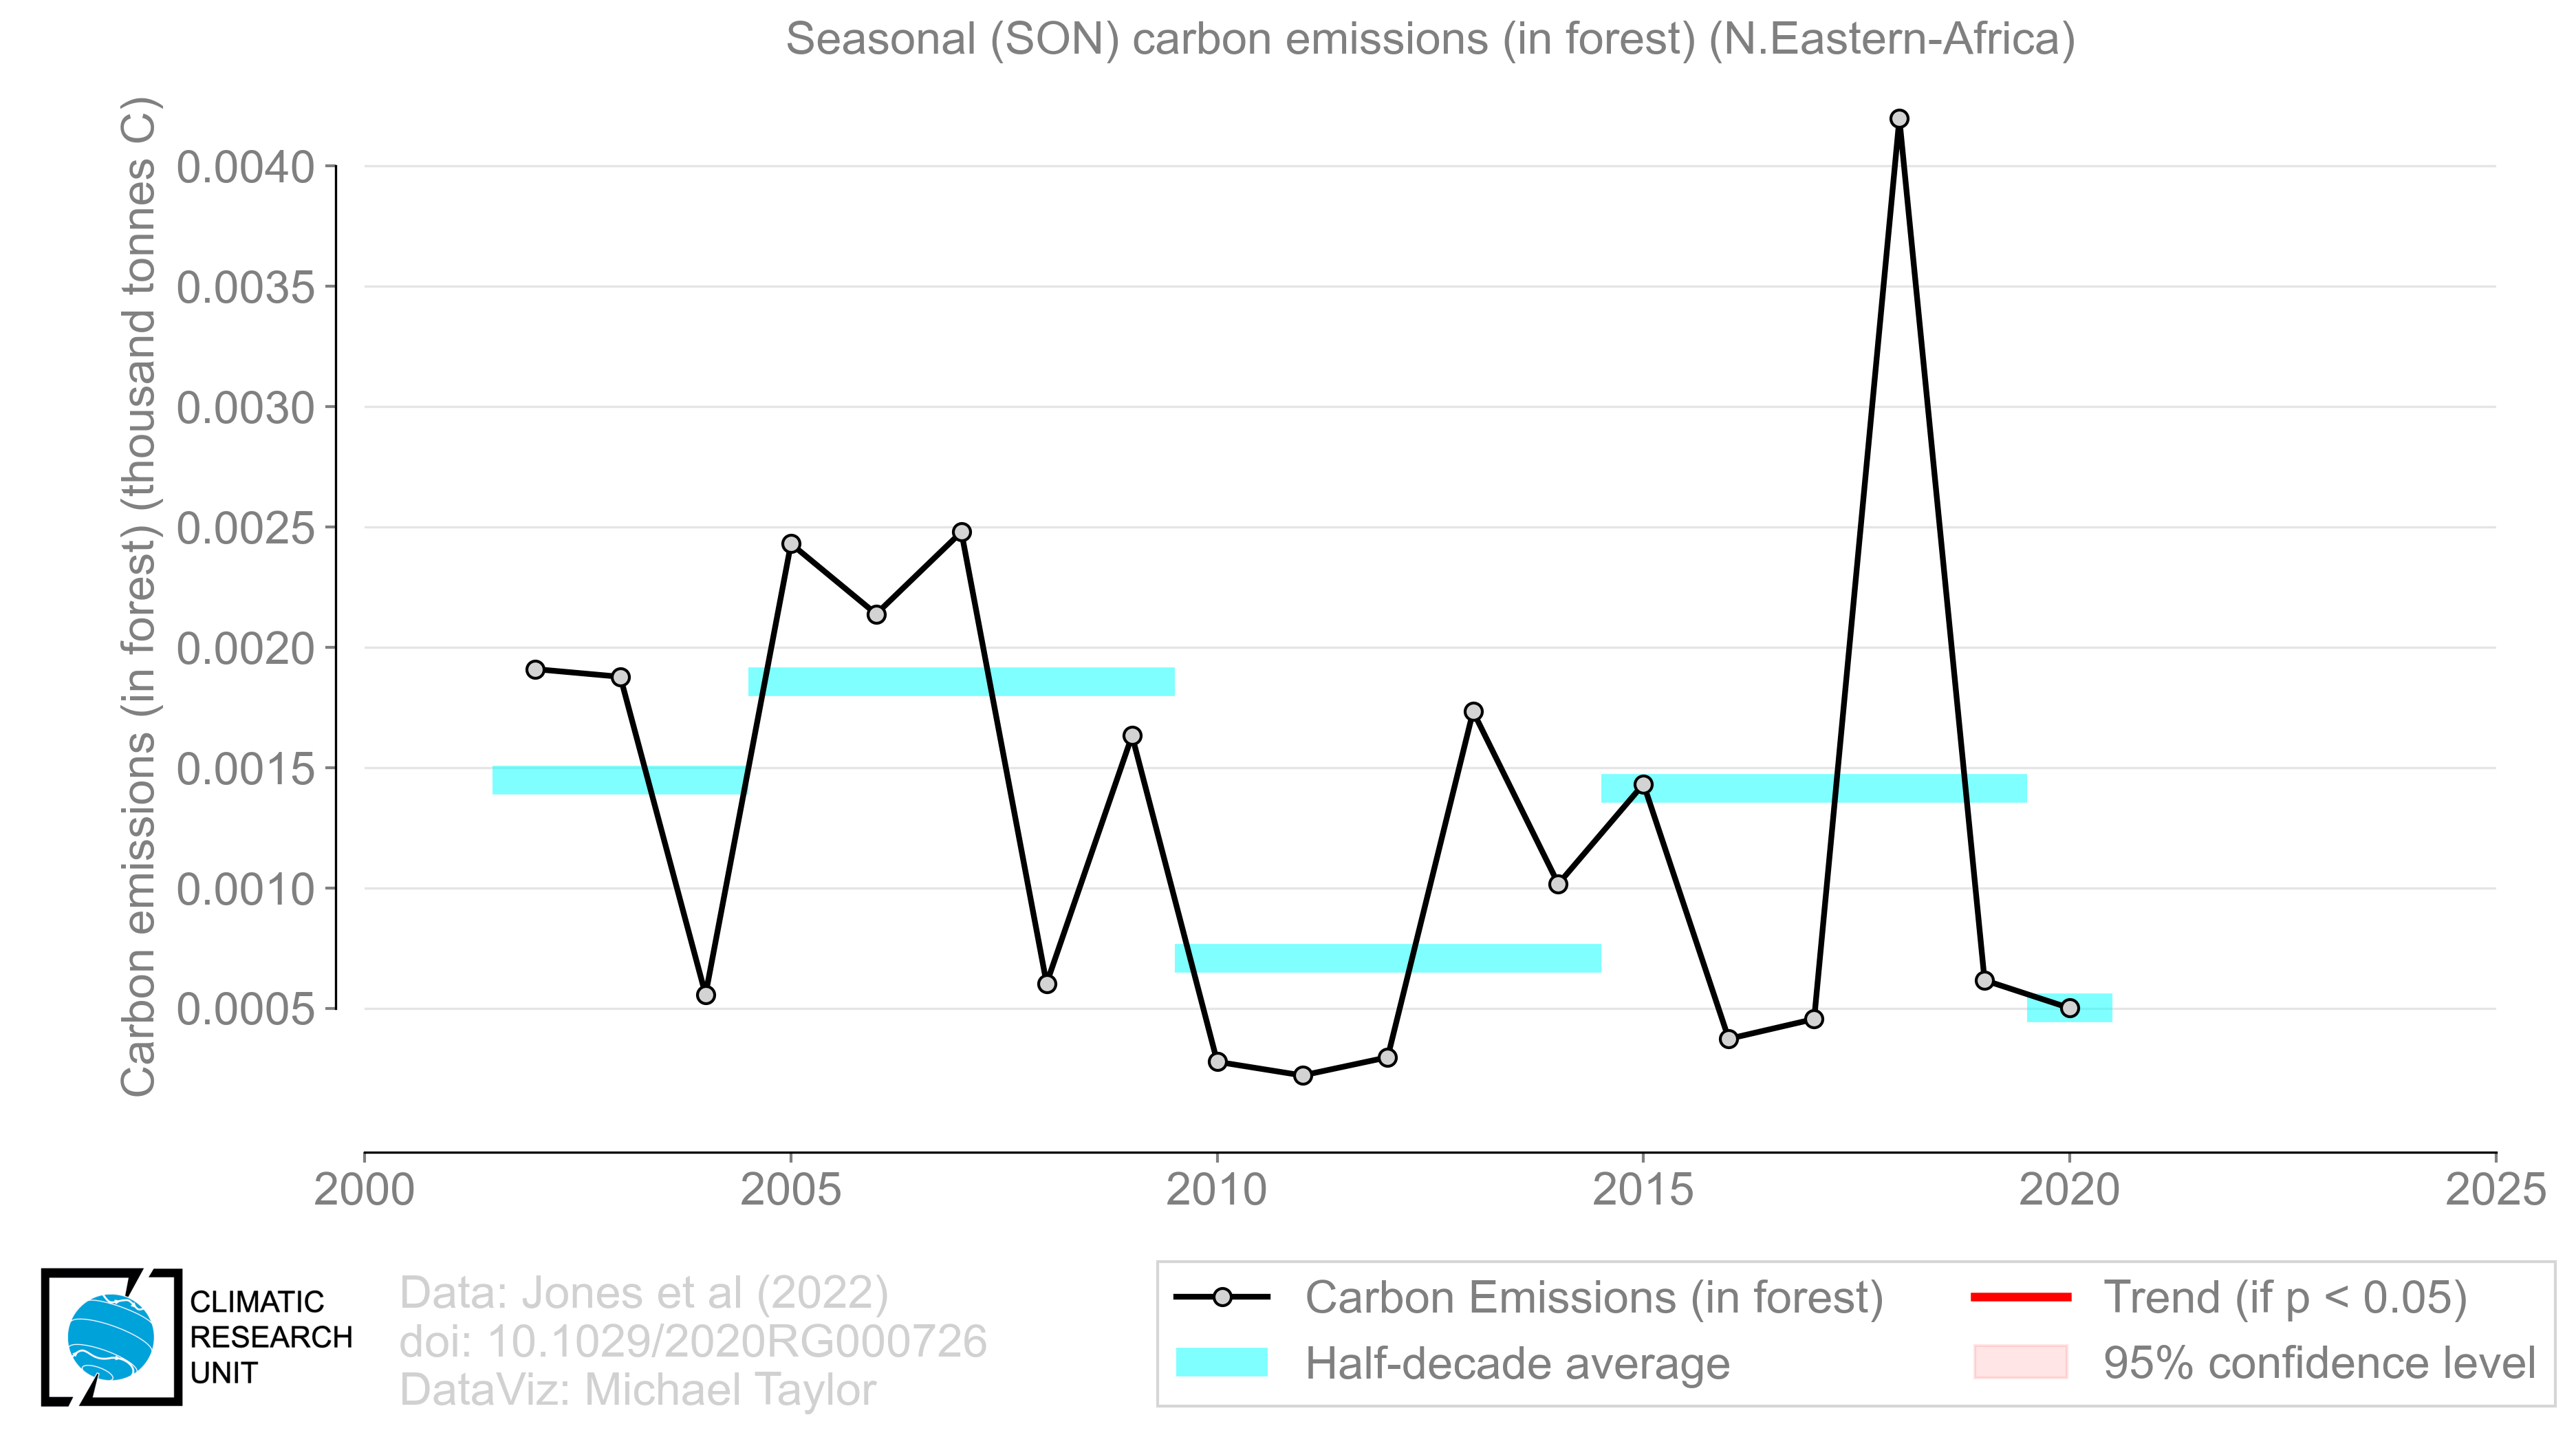 Seasonal (SON) carbon emissions (in forest) (N.Eastern-Africa)
Carbon emissions (in forest) (thousand tonnes C)
0.0040
0.0035
0.0030
0.0025
0.0020
0.0015
0.0010
0.0005
2000 2005 2010 2015 2020 2025
CLIMATIC
RESEARCH
UNIT
Data: Jones et al (2022)
doi: 10.1029/2020RG000726
DataViz: Michael Taylor
Carbon Emissions (in forest)
Half-decade average
Trend (if p < 0.05)
95% confidence level